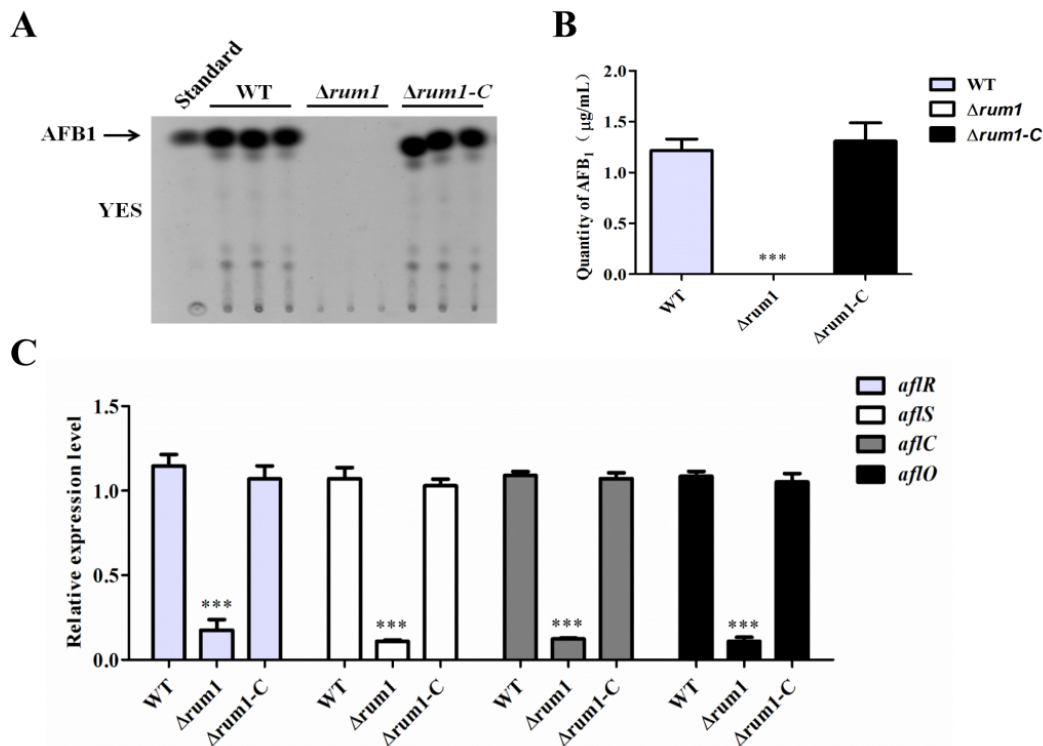 A
Standard
WT
Δrum1
Δrum1-C
AFB1
YES
B
Quantity of AFB1（μg/mL）
2.0
1.5
1.0
0.5
0.0
***
WT
Δrum1
Δrum1-C
WT
Δrum1
Δrum1-C
C
Relative expression level
1.5
1.0
0.5
0.0
***
***
***
***
WT
Δrum1
Δrum1-C
WT
Δrum1
Δrum1-C
WT
Δrum1
Δrum1-C
WT
Δrum1
Δrum1-C
aflR
aflS
aflC
aflO